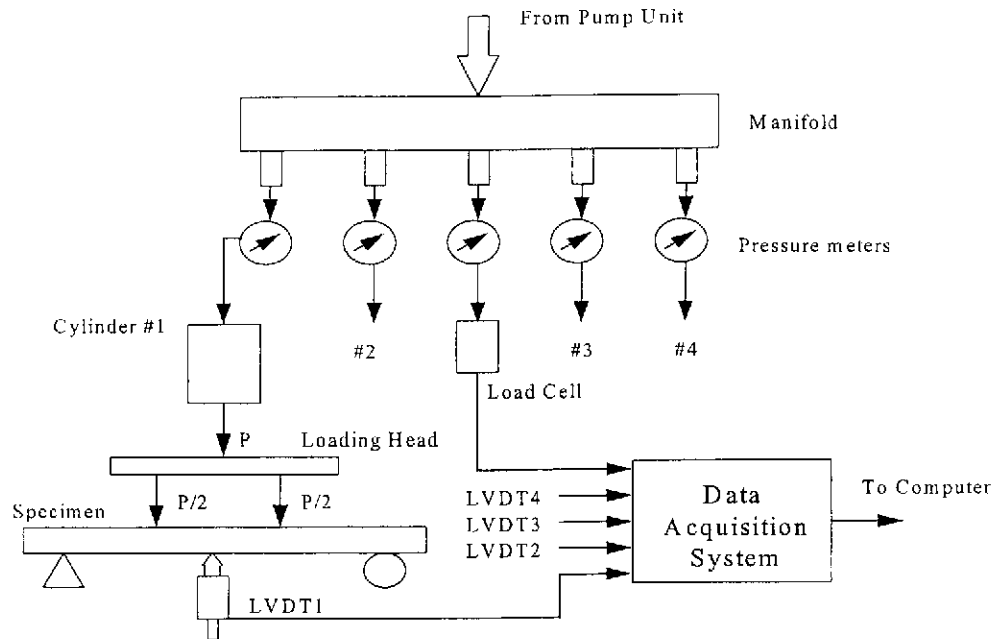 From Pump Unit
Manifold
Pressure meters
Cylinder #1
#2
#3
#4
Load Cell
P
Loading Head
P/2
P/2
Specimen
LVDT4
LVDT3
LVDT2
LVDT1
Data
Acquisition
System
To Computer